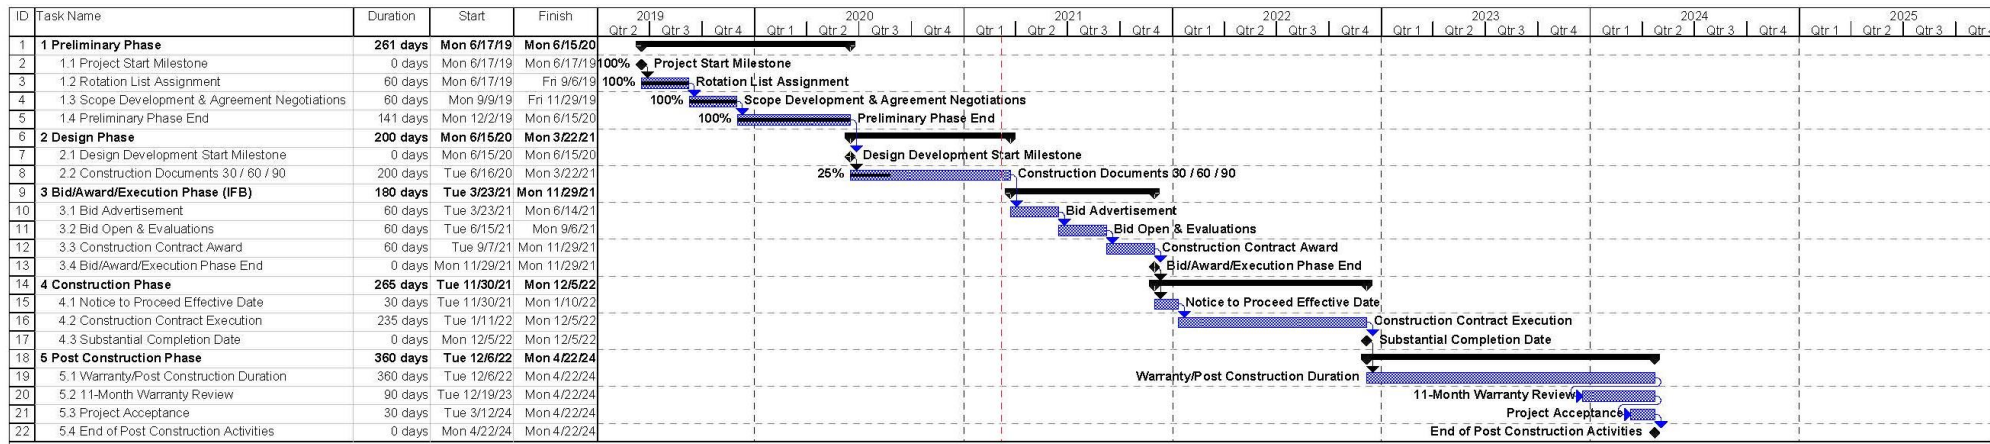 ID Task Name Duration Start Finish 2019 2020 2021 2022 2023 2024 2025
Qtr 2 Qtr 3 Qtr 4 Qtr 1 Qtr 2 Qtr 3 Qtr 4 Qtr 1 Qtr 2 Qtr 3 Qtr 4 Qtr 1 Qtr 2 Qtr 3 Qtr 4 Qtr 1 Qtr 2 Qtr 3 Qtr 4 Qtr 1 Qtr 2 Qtr 3 Qtr 4 Qtr 1 Qtr 2 Qtr 3
1 1 Preliminary Phase 261 days Mon 6/17/19 Mon 6/15/20
2 1.1 Project Start Milestone 0 days Mon 6/17/19 Mon 6/17/19 100% Project Start Milestone
3 1.2 Rotation List Assignment 60 days Mon 6/17/19 Fri 9/6/19 100% Rotation List Assignment
4 1.3 Scope Development & Agreement Negotiations 60 days Mon 9/9/19 Fri 11/29/19 100% Scope Development & Agreement Negotiations
5 1.4 Preliminary Phase End 141 days Mon 12/2/19 Mon 6/15/20 100% Preliminary Phase End
6 2 Design Phase 200 days Mon 6/15/20 Mon 3/22/21
7 2.1 Design Development Start Milestone 0 days Mon 6/15/20 Mon 6/15/20 Design Development Start Milestone
8 2.2 Construction Documents 30 / 60 / 90 200 days Tue 6/16/20 Mon 3/22/21 25% Construction Documents 30 / 60 / 90
9 3 Bid/Award/Execution Phase (IFB) 180 days Tue 3/23/21 Mon 11/29/21
10 3.1 Bid Advertisement 60 days Tue 3/23/21 Mon 6/14/21 Bid Advertisement
11 3.2 Bid Open & Evaluations 60 days Tue 6/15/21 Mon 9/6/21 Bid Open & Evaluations
12 3.3 Construction Contract Award 60 days Tue 9/7/21 Mon 11/29/21 Construction Contract Award
13 3.4 Bid/Award/Execution Phase End 0 days Mon 11/29/21 Mon 11/29/21 Bid/Award/Execution Phase End
14 4 Construction Phase 265 days Tue 11/30/21 Mon 12/5/22
15 4.1 Notice to Proceed Effective Date 30 days Tue 11/30/21 Mon 1/10/22 Notice to Proceed Effective Date
16 4.2 Construction Contract Execution 235 days Tue 1/11/22 Mon 12/5/22 Construction Contract Execution
17 4.3 Substantial Completion Date 0 days Mon 12/5/22 Mon 12/5/22 Substantial Completion Date
18 5 Post Construction Phase 360 days Tue 12/6/22 Mon 4/22/24
19 5.1 Warranty/Post Construction Duration 360 days Tue 12/6/22 Mon 4/22/24 Warranty/Post Construction Duration
20 5.2 11-Month Warranty Review 90 days Tue 12/19/23 Mon 4/22/24 11-Month Warranty Review
21 5.3 Project Acceptance 30 days Tue 3/12/24 Mon 4/22/24 Project Acceptance
22 5.4 End of Post Construction Activities 0 days Mon 4/22/24 Mon 4/22/24 End of Post Construction Activities